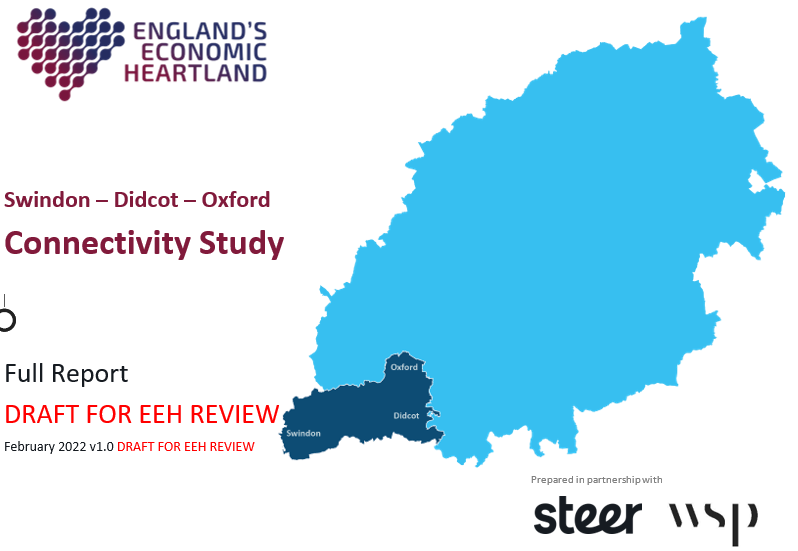 ENGLAND'S
ECONOMIC
HEARTLAND
Swindon – Didcot – Oxford
Connectivity Study
Full Report
DRAFT FOR EEH REVIEW
February 2022 v1.0 DRAFT FOR EEH REVIEW
Oxford
Didcot
Swindon
Prepared in partnership with
steer wsp